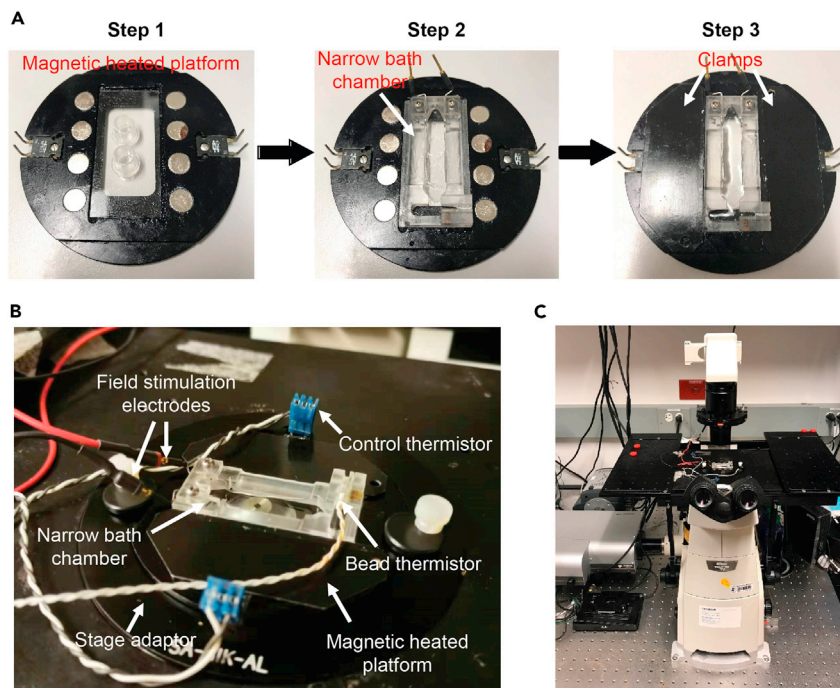 A
Step 1
Step 2
Step 3
Magnetic heated platform
Narrow bath
chamber
Clamps
B
C
Field stimulation
electrodes
Control thermistor
Narrow bath
chamber
Bead thermistor
Stage adaptor
Magnetic heated
platform